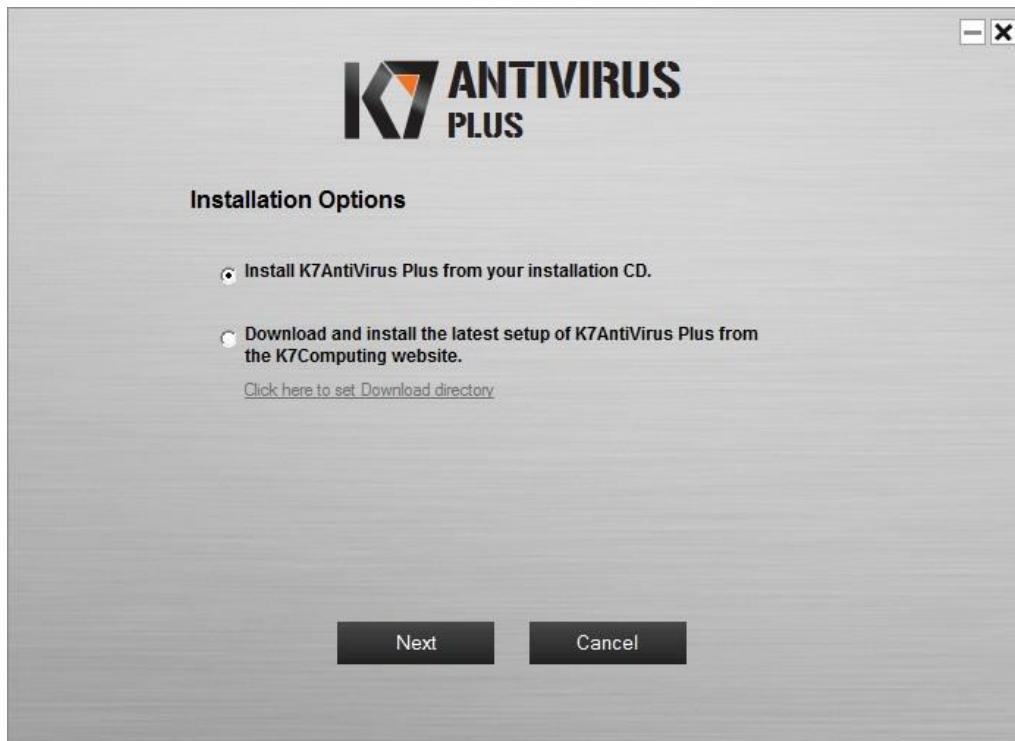 K7 ANTIVIRUS
PLUS
Installation Options
Install K7AntiVirus Plus from your installation CD.
Download and install the latest setup of K7AntiVirus Plus from
the K7Computing website.
Click here to set Download directory
Next Cancel